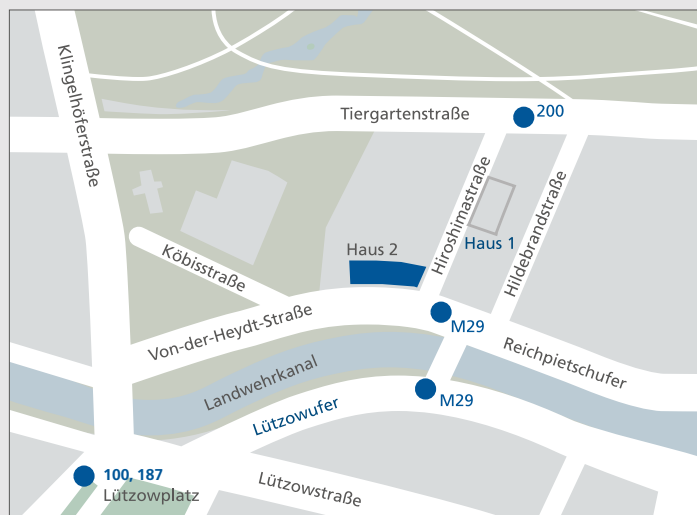 Klingelhöferstraße
Tiergartenstraße
200
Hiroshimastraße
Haus 1
Hildebrandstraße
Haus 2
Köbisstraße
Von-der-Heydt-Straße
M29
Reichpietschufer
Landwehrkanal
Lützowufer
M29
100, 187
Lützowplatz
Lützowstraße